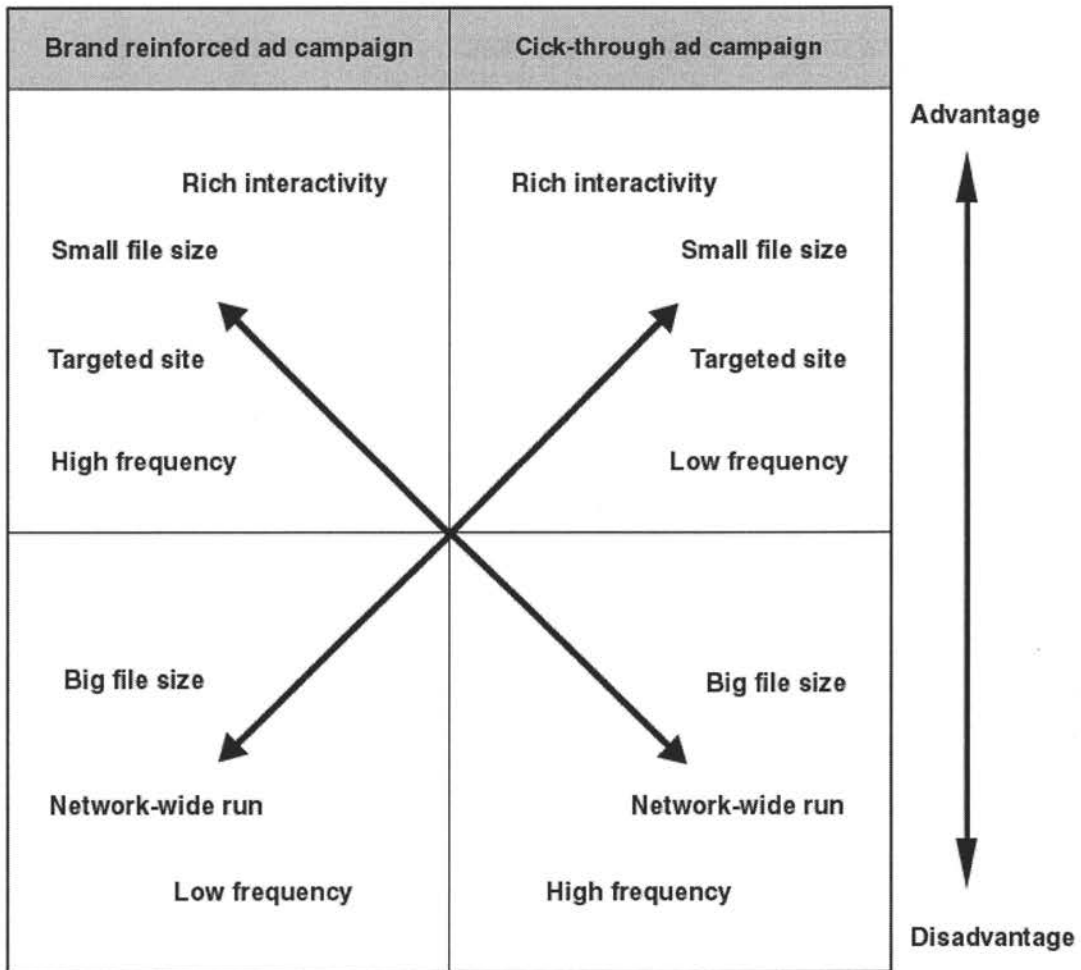 Brand reinforced ad campaign
Cick-through ad campaign
Advantage
Rich interactivity
Rich interactivity
Small file size
Small file size
Targeted site
Targeted site
High frequency
Low frequency
Big file size
Big file size
Network-wide run
Network-wide run
Low frequency
High frequency
Disadvantage